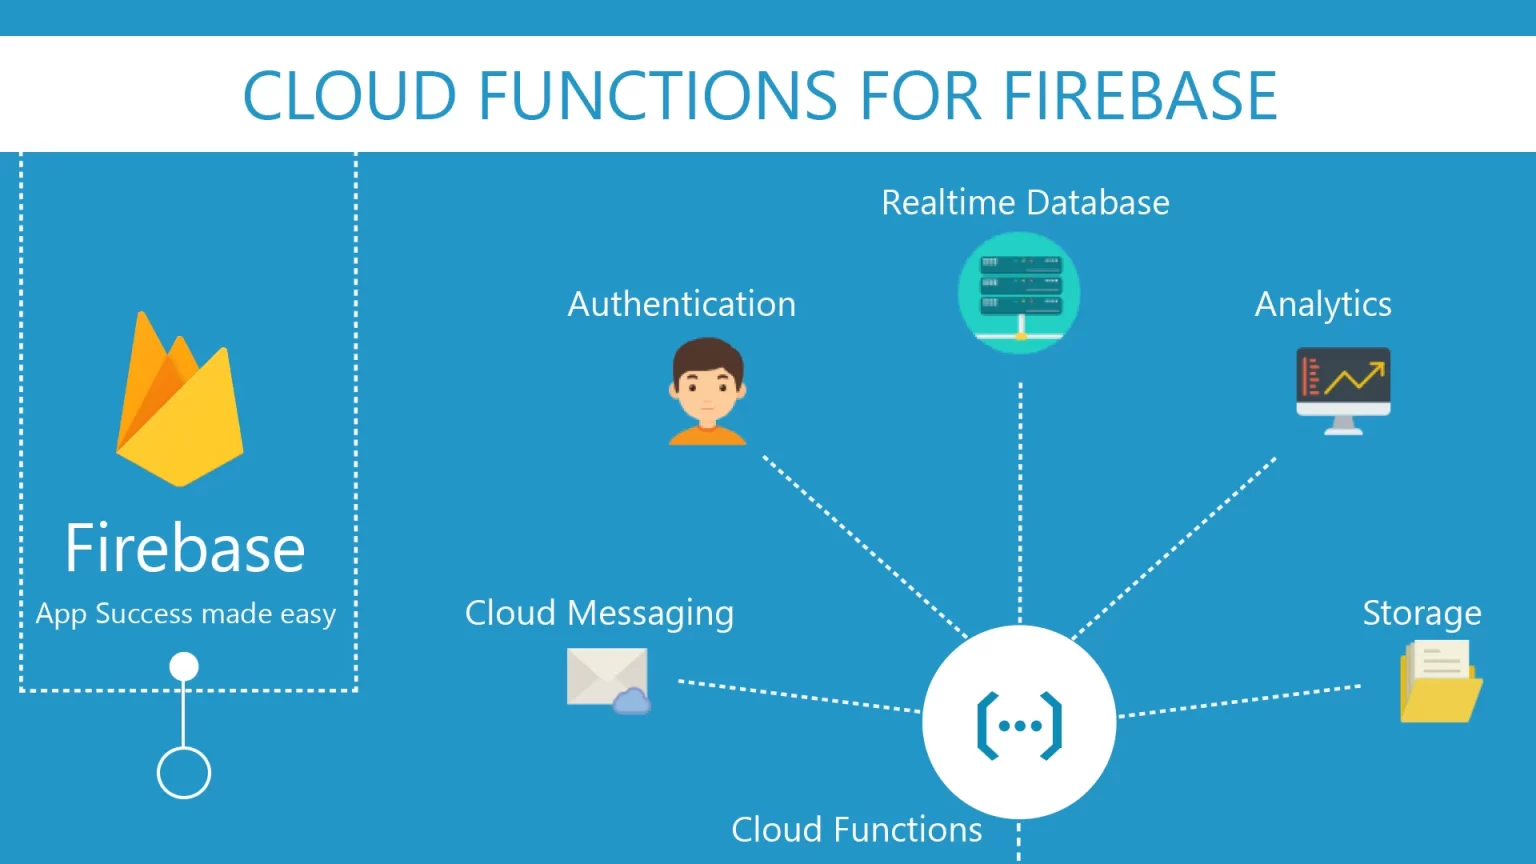 CLOUD FUNCTIONS FOR FIREBASE
Realtime Database
Authentication
Analytics
Firebase
App Success made easy
Cloud Messaging
Storage
Cloud Functions